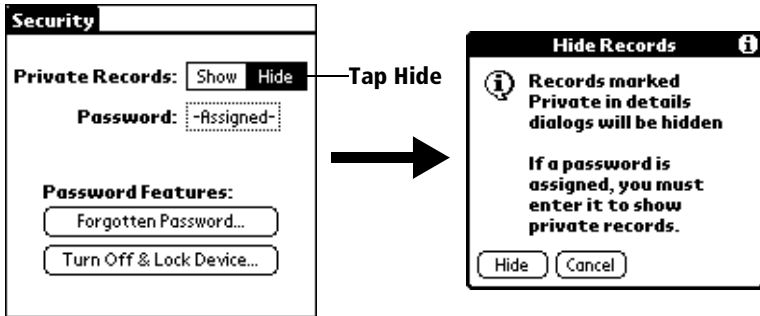 Security
Private Records: Show Hide
Password: -Assigned-
Password Features:
Forgotten Password...
Turn Off & Lock Device...
Tap Hide
Hide Records
Records marked
Private in details
dialogs will be hidden
If a password is
assigned, you must
enter it to show
private records.
Hide Cancel